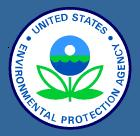 UNITED STATES
ENVIRONMENTAL PROTECTION AGENCY